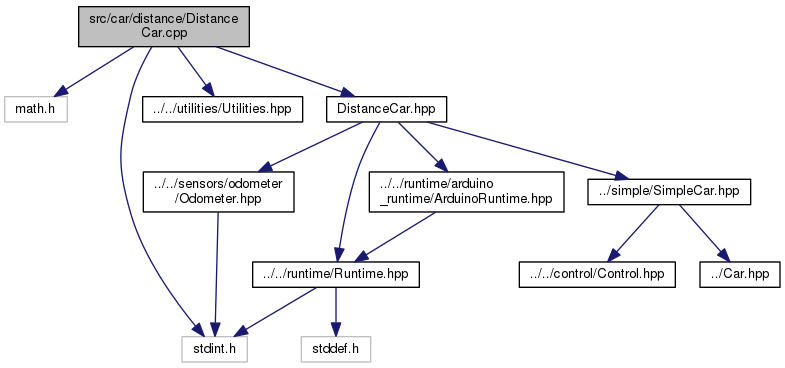 src/car/distance/Distance
Car.cpp
math.h
../../utilities/Utilities.hpp
DistanceCar.hpp
../../sensors/odometer
/Odometer.hpp
../../runtime/arduino
_runtime/ArduinoRuntime.hpp
../simple/SimpleCar.hpp
../../runtime/Runtime.hpp
../../control/Control.hpp
../Car.hpp
stdint.h
stddef.h